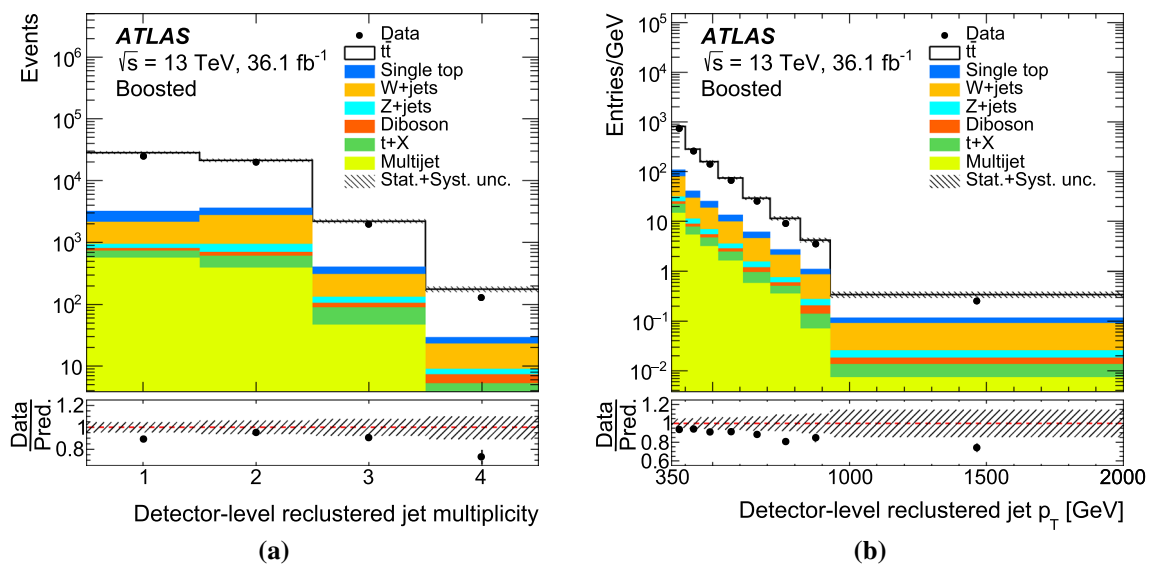 Events
10⁶
10⁵
10⁴
10³
10²
10
ATLAS
√s = 13 TeV, 36.1 fb⁻¹
Boosted
Data
tt̄
Single top
W+jets
Z+jets
Diboson
t+X
Multijet
Stat.+Syst. unc.
Data
Pred.
1.2
1
0.8
1 2 3 4
Detector-level reclustered jet multiplicity
(a)
Entries/GeV
10⁵
10⁴
10³
10²
10
1
10⁻¹
10⁻²
ATLAS
√s = 13 TeV, 36.1 fb⁻¹
Boosted
Data
tt̄
Single top
W+jets
Z+jets
Diboson
t+X
Multijet
Stat.+Syst. unc.
Data
Pred.
1.2
1
0.8
0.6
350 1000 1500 2000
Detector-level reclustered jet p_T [GeV]
(b)